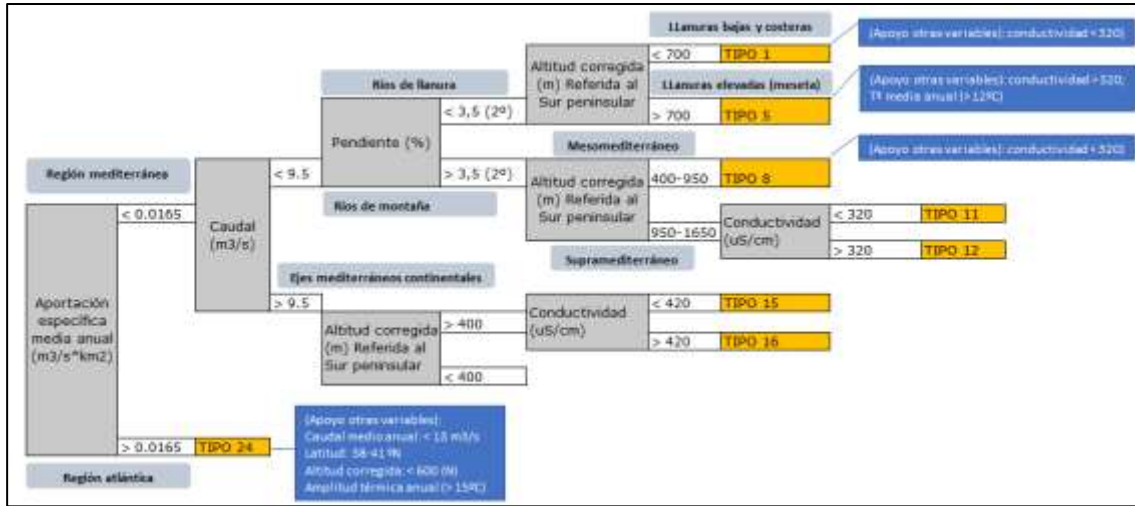 LLanuras bajas y costeras
(Apoyo otras variables): conductividad < 320)
< 700
TIPO 1
Altitud corregida
(m) Referida al
Sur peninsular
Ríos de llanura
LLanuras elevadas (meseta)
(Apoyo otras variables): conductividad > 320;
Tª media anual (> 12ºC)
< 3,5 (2º)
> 700
TIPO 5
Pendiente (%)
Mesomediterráneo
(Apoyo otras variables): conductividad < 320)
Región mediterránea
< 9.5
> 3,5 (2º)
Altitud corregida
(m) Referida al
Sur peninsular
400-950
TIPO 8
Ríos de montaña
< 0.0165
Caudal
(m3/s)
950-1650
Conductividad
(uS/cm)
< 320
TIPO 11
> 320
TIPO 12
Supramediterráneo
Ejes mediterráneos continentales
> 9.5
Aportación
específica
media anual
(m3/s*km2)
Altitud corregida
(m) Referida al
Sur peninsular
> 400
Conductividad
(uS/cm)
< 420
TIPO 15
> 420
TIPO 16
< 400
> 0.0165
TIPO 24
(Apoyo otras variables):
Caudal medio anual: < 18 m3/s
Latitud: 38-41ºN
Altitud corregida: < 600 (N)
Amplitud térmica anual (> 15ºC)
Región atlántica